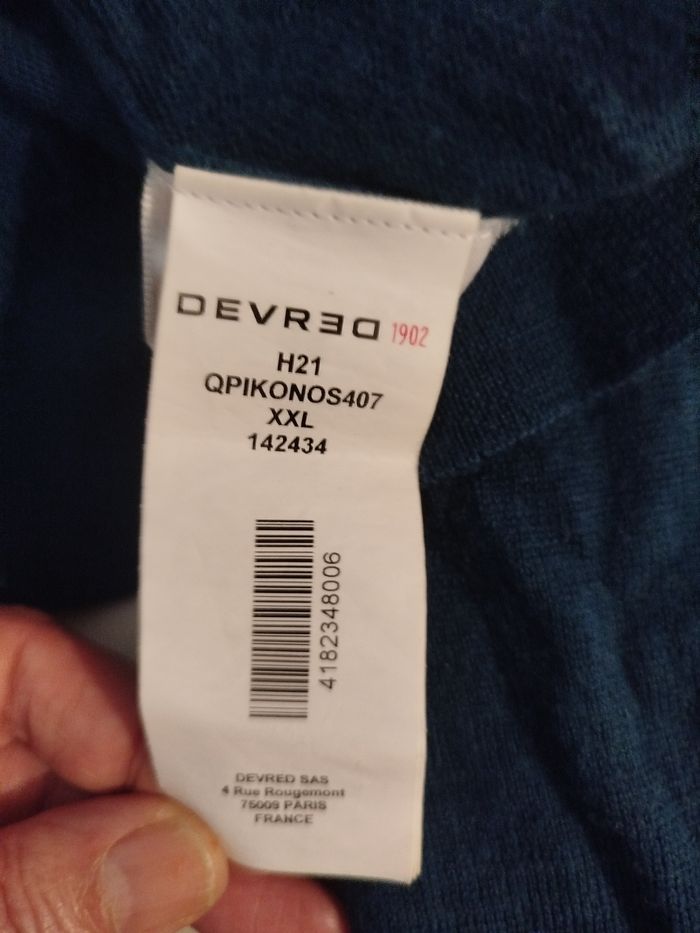 DEVRED 1902
H21
QPIKONOS407
XXL
142434
4182348006
DEVRED SAS
4 Rue Rougemont
75009 PARIS
FRANCE